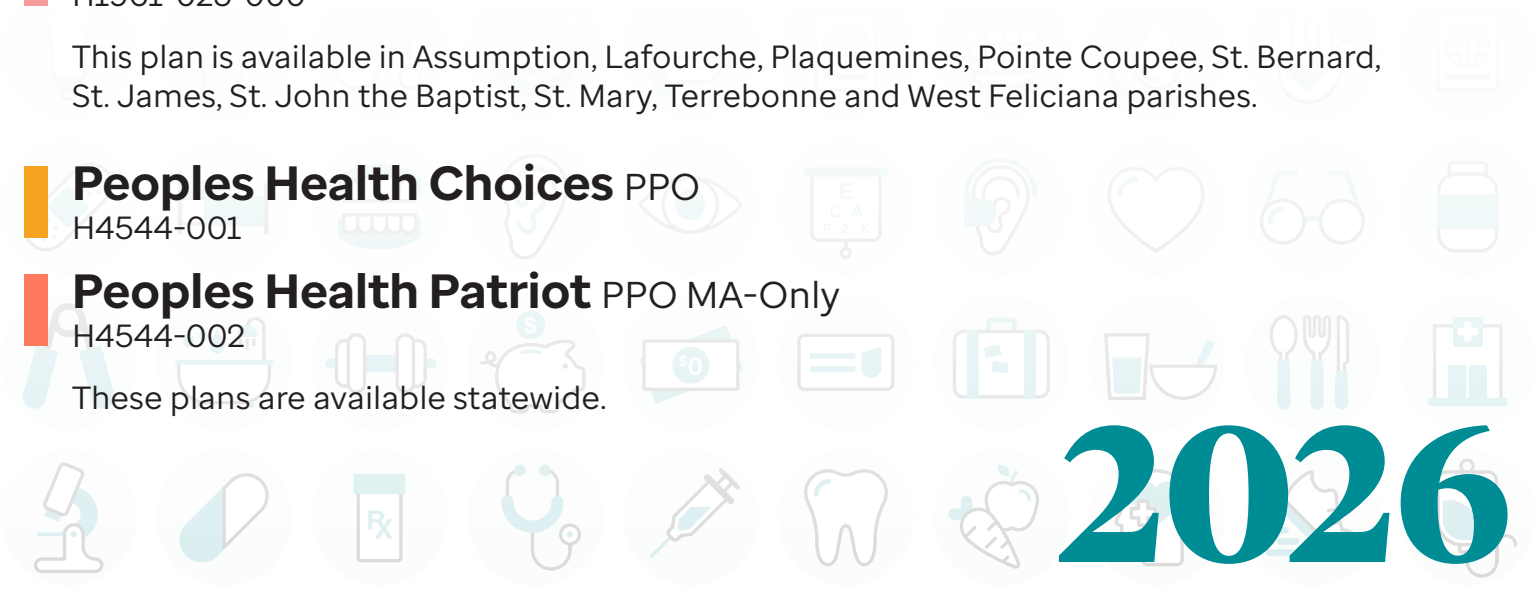 This plan is available in Assumption, Lafourche, Plaquemines, Pointe Coupee, St. Bernard,
St. James, St. John the Baptist, St. Mary, Terrebonne and West Feliciana parishes.
Peoples Health Choices PPO
H4544-001
E
C A
P Z K
Peoples Health Patriot PPO MA-Only
H4544-002
$
$0
These plans are available statewide.
2026
Rx